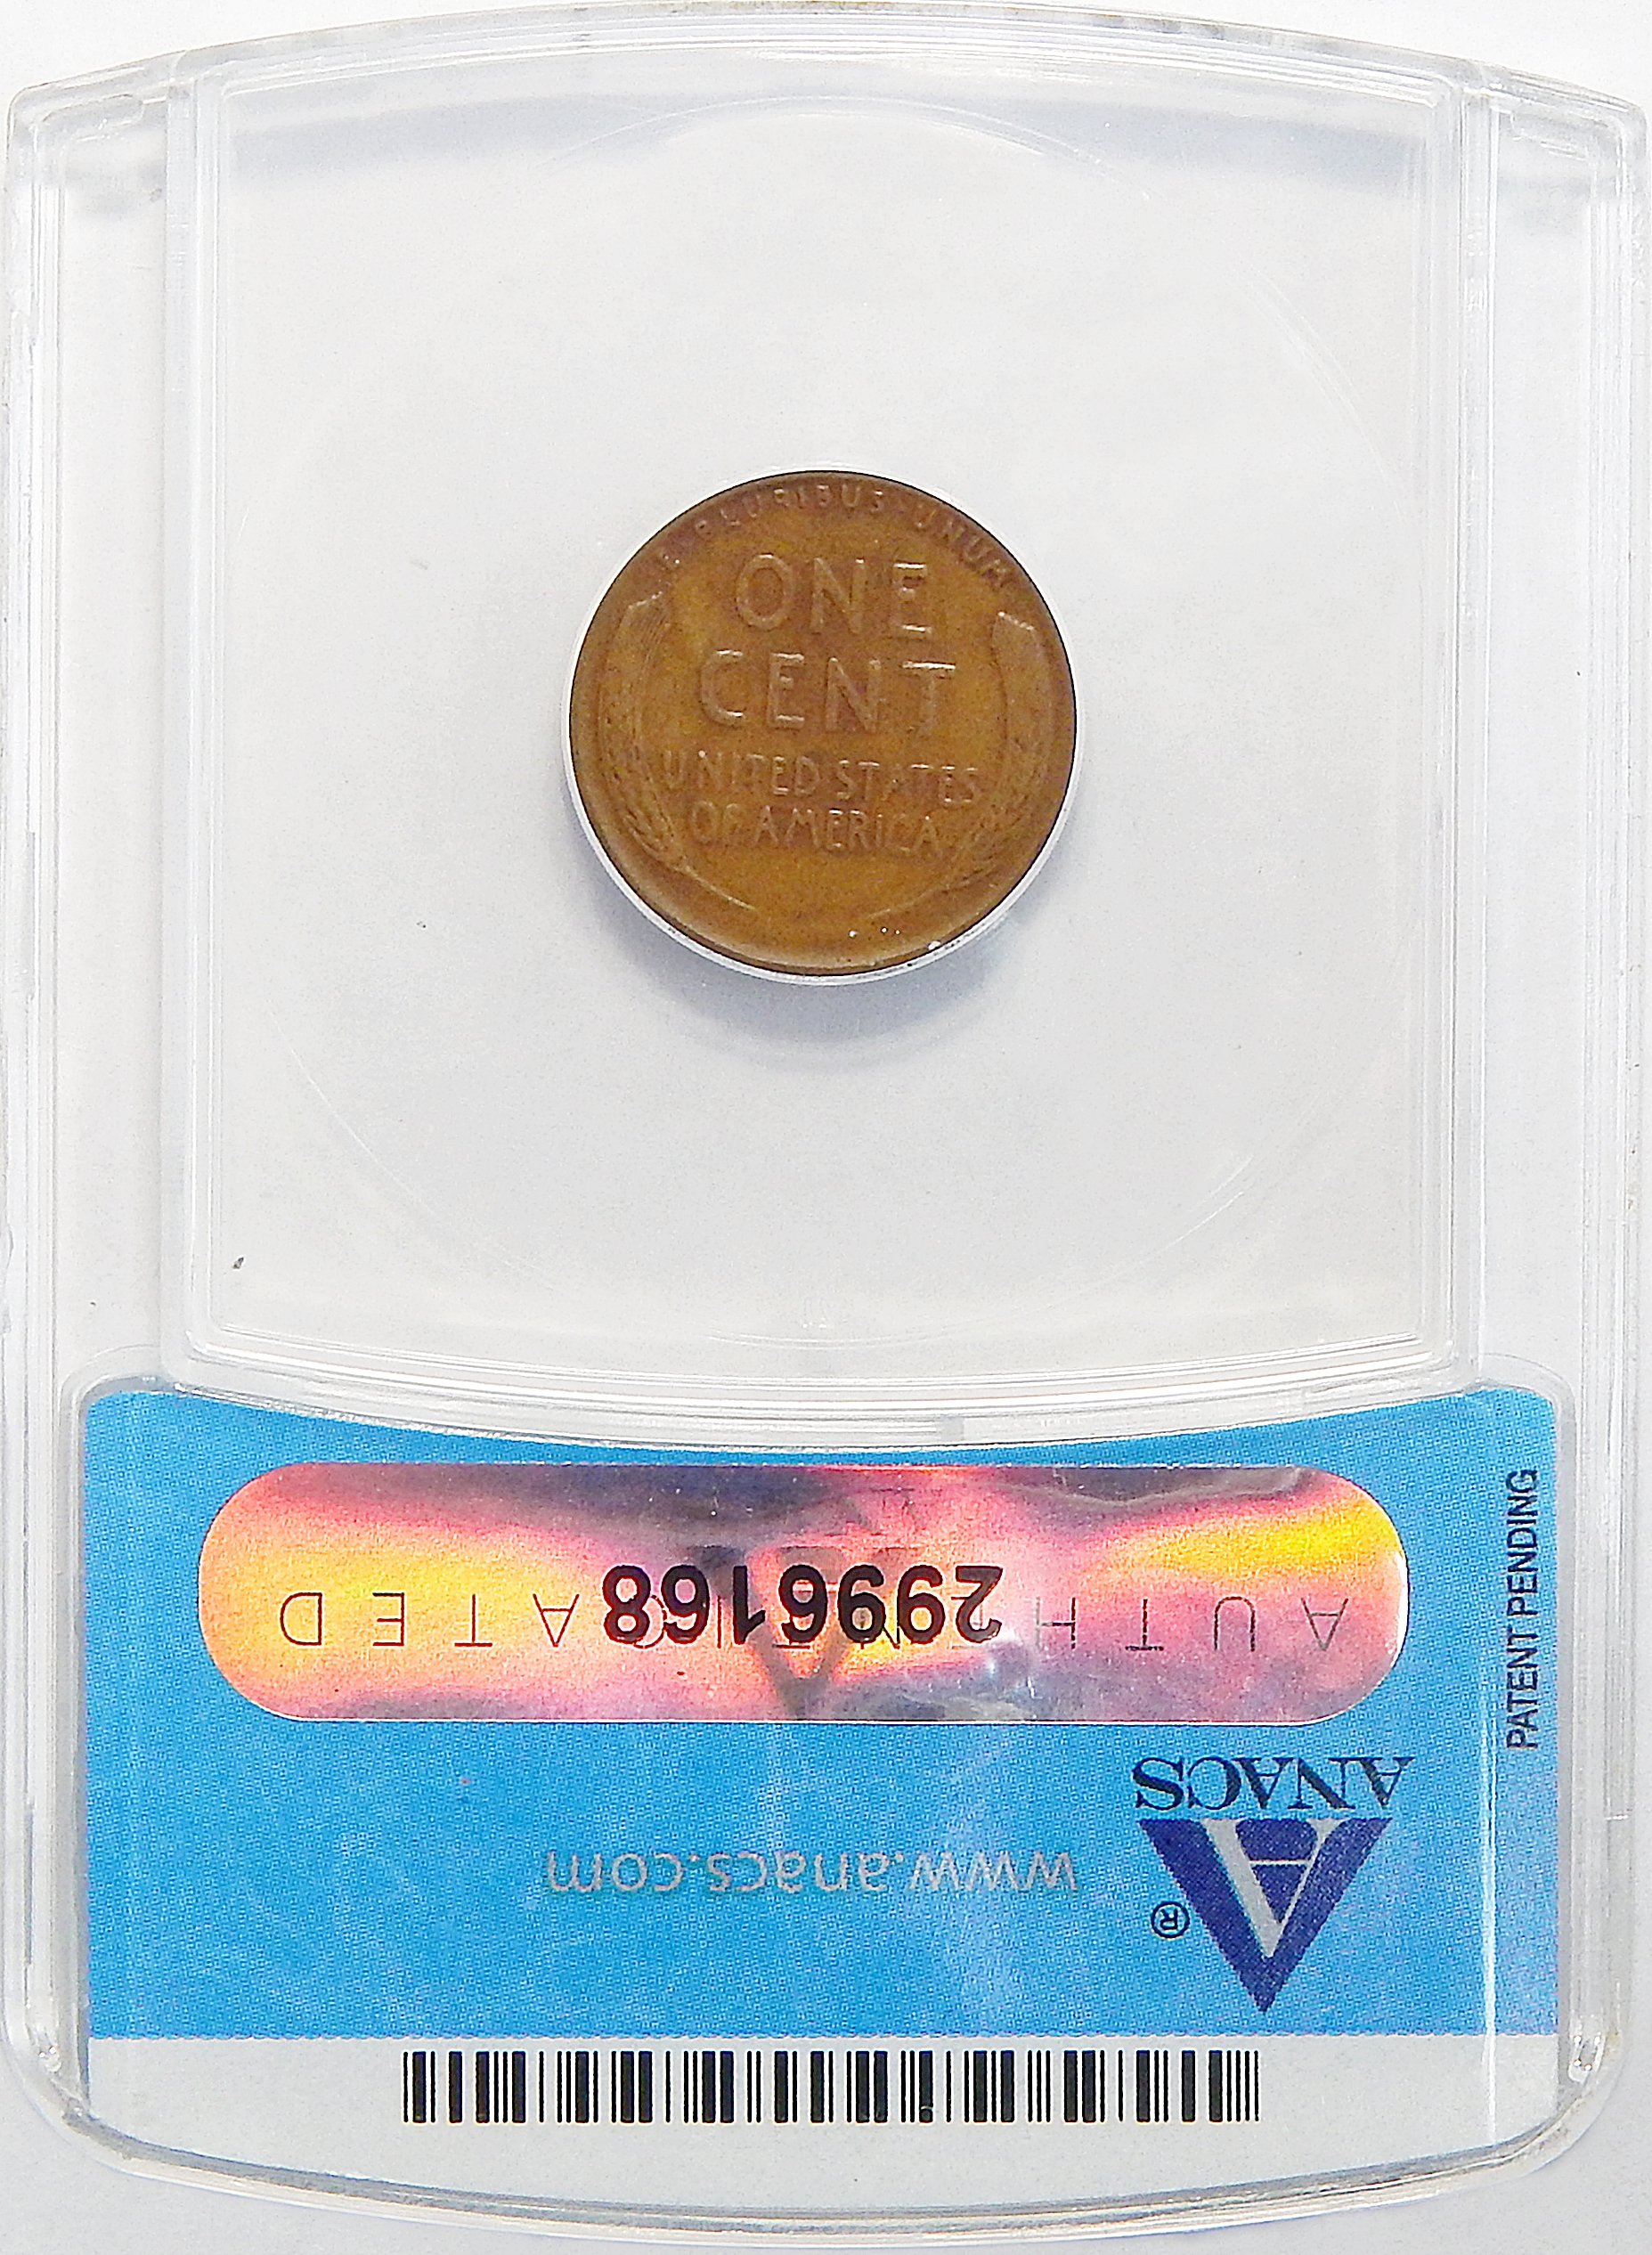 E PLURIBUS·UNUM
ONE
CENT
UNITED STATES
OF AMERICA
2996168
AUTHENTICATED
ANACS
www.anacs.com
®
PATENT PENDING